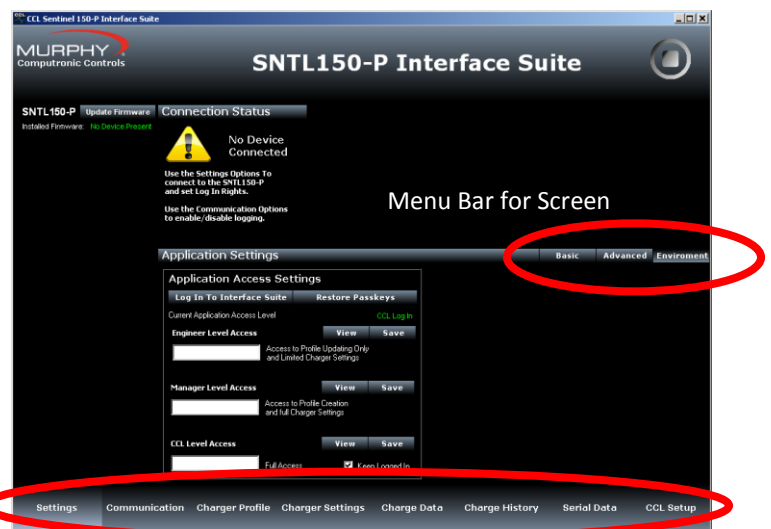 CCL Sentinel 150-P Interface Suite
MURPHY
Computronic Controls
SNTL150-P Interface Suite
SNTL150-P
Update Firmware
Connection Status
Installed Firmware: No Device Present
No Device
Connected
Use the Settings Options To
connect to the SNTL150-P
and set Log In Rights.
Use the Communication Options
to enable/disable logging.
Menu Bar for Screen
Application Settings
Basic
Advanced
Enviroment
Application Access Settings
Log In To Interface Suite
Restore Passkeys
Current Application Access Level
CCL Log In
Engineer Level Access
View
Save
Access to Profile Updating Only
and Limited Charger Settings
Manager Level Access
View
Save
Access to Profile Creation
and full Charger Settings
CCL Level Access
View
Save
Full Access
Keep Logged In
Settings
Communication
Charger Profile
Charger Settings
Charge Data
Charge History
Serial Data
CCL Setup